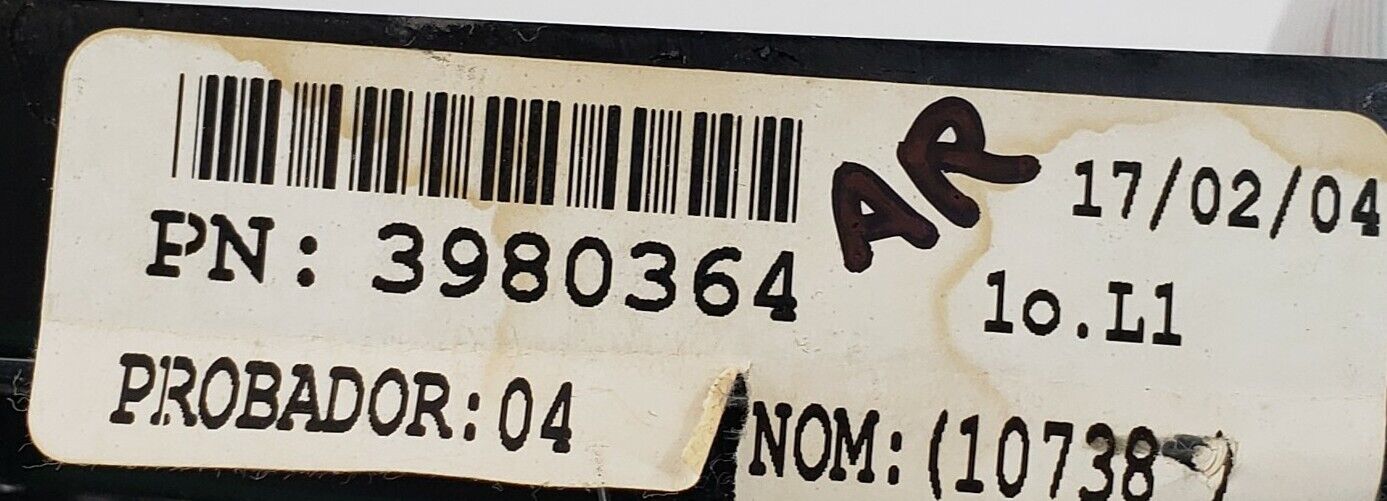 AR 17/02/04
PN: 3980364 1o.L1
PROBADOR:04 NOM:(10738